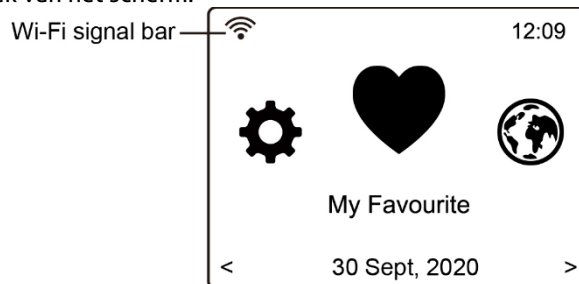 van het scherm.
Wi-Fi signal bar
12:09
My Favourite
< 30 Sept, 2020 >